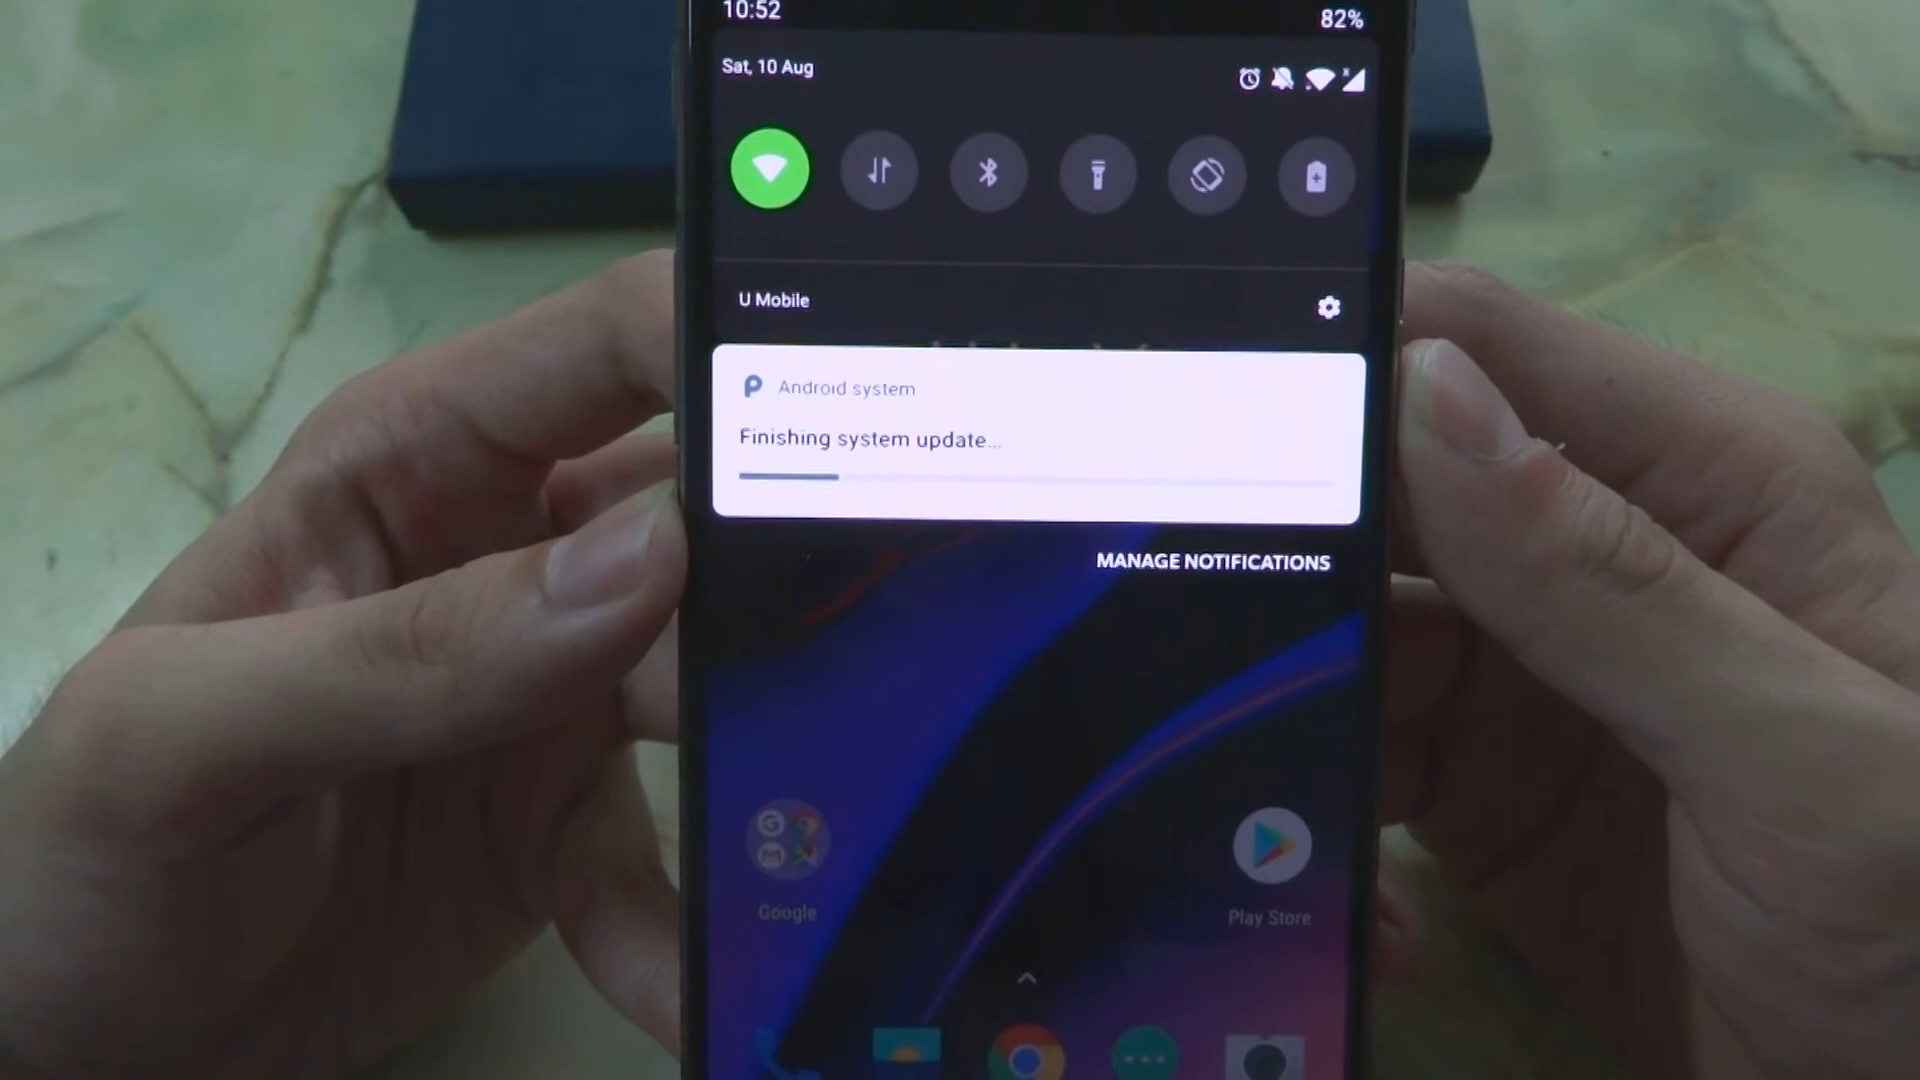 10:52
82%
Sat, 10 Aug
U Mobile
Android system
Finishing system update...
MANAGE NOTIFICATIONS
Google
Play Store